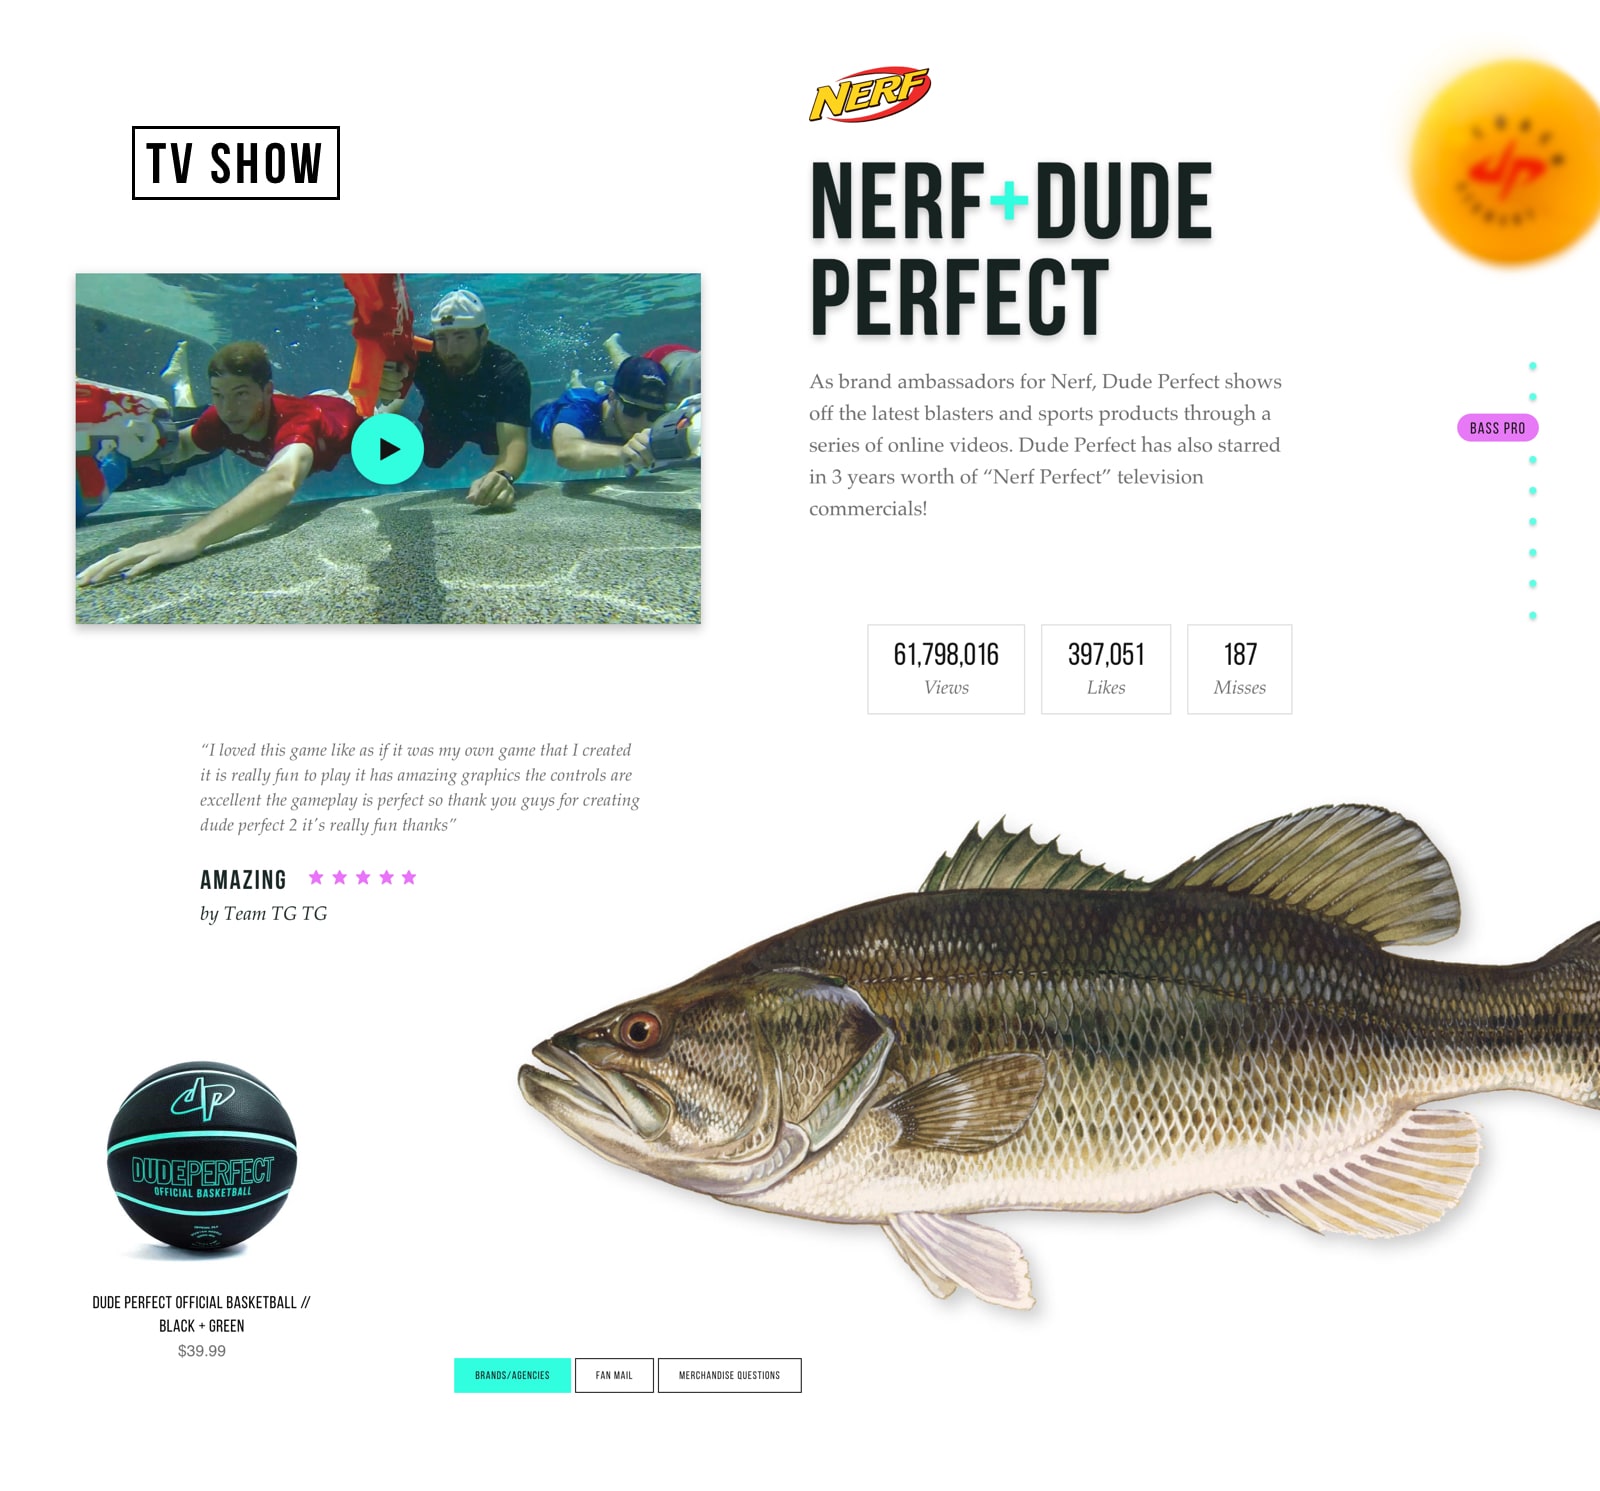 NERF
TV SHOW
NERF+DUDE
PERFECT
As brand ambassadors for Nerf, Dude Perfect shows
off the latest blasters and sports products through a
series of online videos. Dude Perfect has also starred
in 3 years worth of “Nerf Perfect” television
commercials!
BASS PRO
61,798,016
Views
397,051
Likes
187
Misses
“I loved this game like as if it was my own game that I created
it is really fun to play it has amazing graphics the controls are
excellent the gameplay is perfect so thank you guys for creating
dude perfect 2 it’s really fun thanks”
AMAZING
by Team TG TG
dp
DUDEPERFECT
OFFICIAL BASKETBALL
DUDE PERFECT OFFICIAL BASKETBALL //
BLACK + GREEN
$39.99
BRANDS/AGENCIES
FAN MAIL
MERCHANDISE QUESTIONS